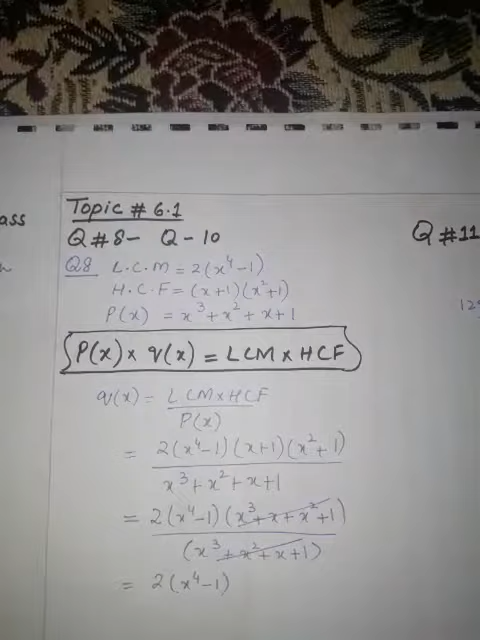 ass
Topic # 6.1
Q#8- Q-10
Q#11
Q8 L.C.M = 2(x⁴-1)
H.C.F = (x+1)(x²+1)
P(x) = x³+x²+x+1
12
P(x) × q(x) = LCM × HCF
q(x) = LCM×HCF
P(x)
= 2(x⁴-1)(x+1)(x²+1)
x³+x²+x+1
= 2(x⁴-1)(x³+x+x²+1)
(x³+x²+x+1)
= 2(x⁴-1)